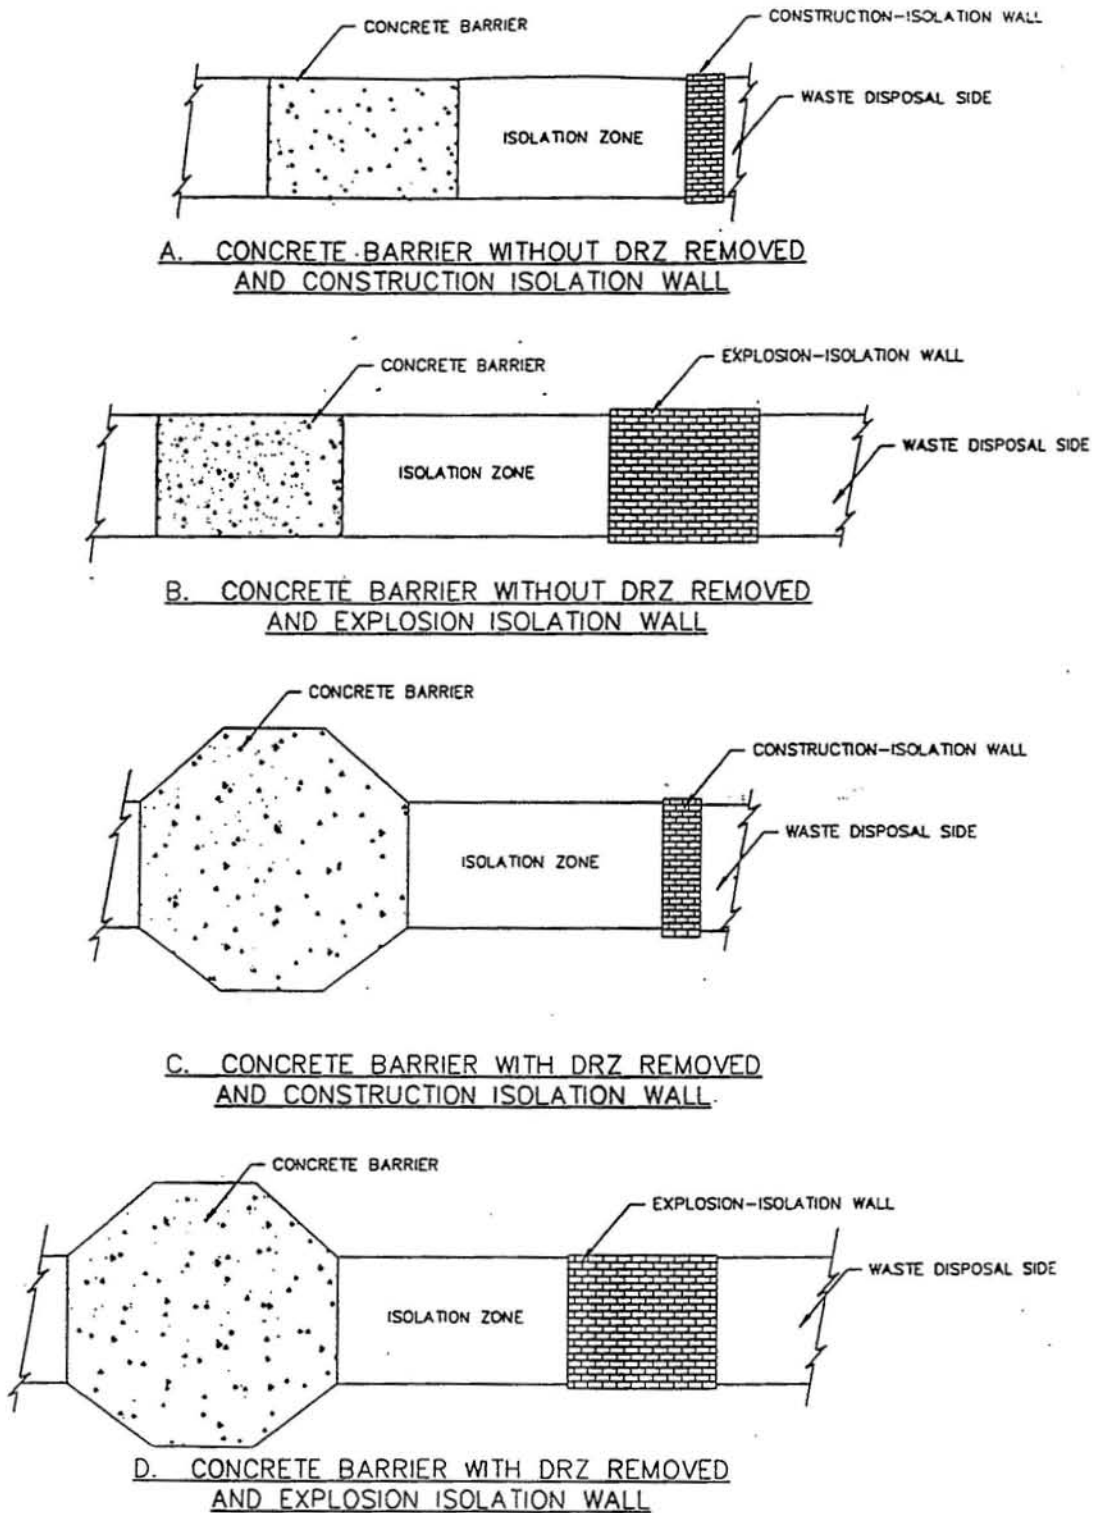 CONCRETE BARRIER
CONSTRUCTION-ISOLATION WALL
WASTE DISPOSAL SIDE
ISOLATION ZONE
A. CONCRETE BARRIER WITHOUT DRZ REMOVED
AND CONSTRUCTION ISOLATION WALL
CONCRETE BARRIER
EXPLOSION-ISOLATION WALL
WASTE DISPOSAL SIDE
ISOLATION ZONE
B. CONCRETE BARRIER WITHOUT DRZ REMOVED
AND EXPLOSION ISOLATION WALL
CONCRETE BARRIER
CONSTRUCTION-ISOLATION WALL
WASTE DISPOSAL SIDE
ISOLATION ZONE
C. CONCRETE BARRIER WITH DRZ REMOVED
AND CONSTRUCTION ISOLATION WALL
CONCRETE BARRIER
EXPLOSION-ISOLATION WALL
WASTE DISPOSAL SIDE
ISOLATION ZONE
D. CONCRETE BARRIER WITH DRZ REMOVED
AND EXPLOSION ISOLATION WALL